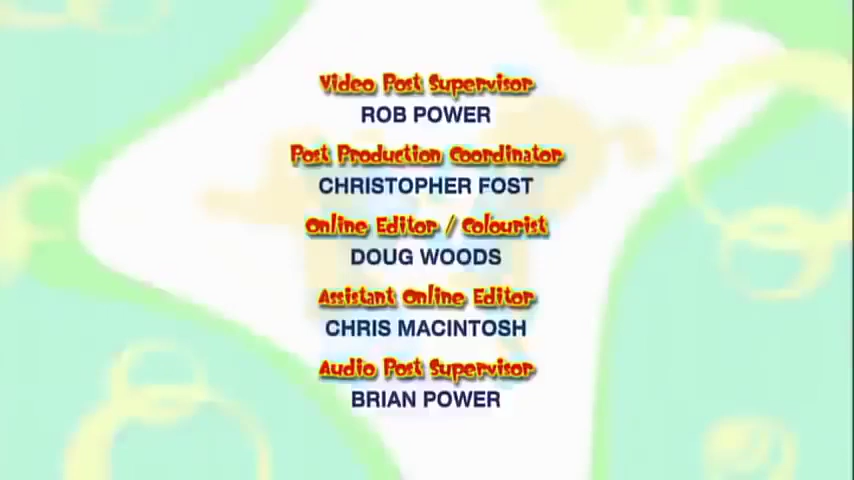 Video Post Supervisor
ROB POWER
Post Production Coordinator
CHRISTOPHER FOST
Online Editor / Colourist
DOUG WOODS
Assistant Online Editor
CHRIS MACINTOSH
Audio Post Supervisor
BRIAN POWER